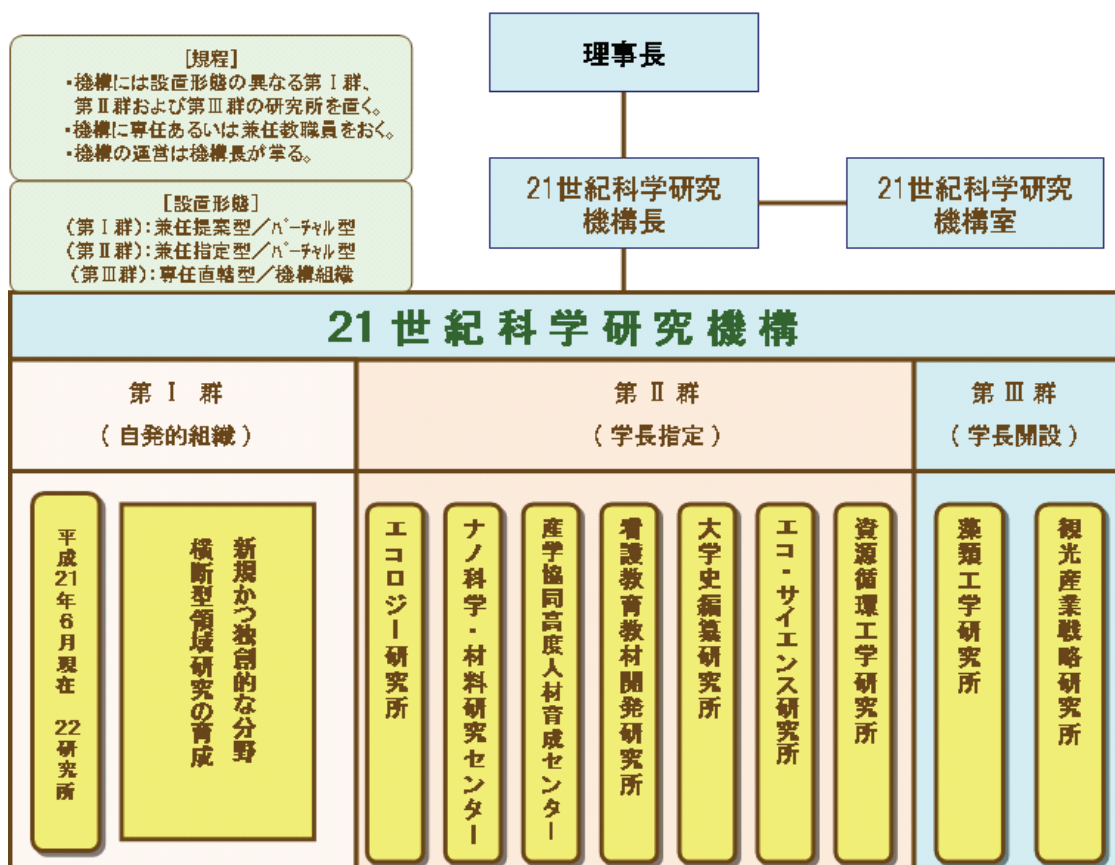 [規程]
・機構には設置形態の異なる第Ⅰ群、
第Ⅱ群および第Ⅲ群の研究所を置く。
・機構に専任あるいは兼任教職員をおく。
・機構の運営は機構長が掌る。
[設置形態]
(第Ⅰ群):兼任提案型/バーチャル型
(第Ⅱ群):兼任指定型/バーチャル型
(第Ⅲ群):専任直轄型/機構組織
理事長
21世紀科学研究
機構長
21世紀科学研究
機構室
21世紀科学研究機構
第 Ⅰ 群
(自発的組織)
第 Ⅱ 群
(学長指定)
第 Ⅲ 群
(学長開設)
平成21年6月現在 22研究所
新規かつ独創的な分野
横断型領域研究の育成
エコロジー研究所
ナノ科学・材料研究センター
産学協同高度人材育成センター
看護教育教材開発研究所
大学史編纂研究所
エコ・サイエンス研究所
資源循環工学研究所
藻類工学研究所
観光産業戦略研究所